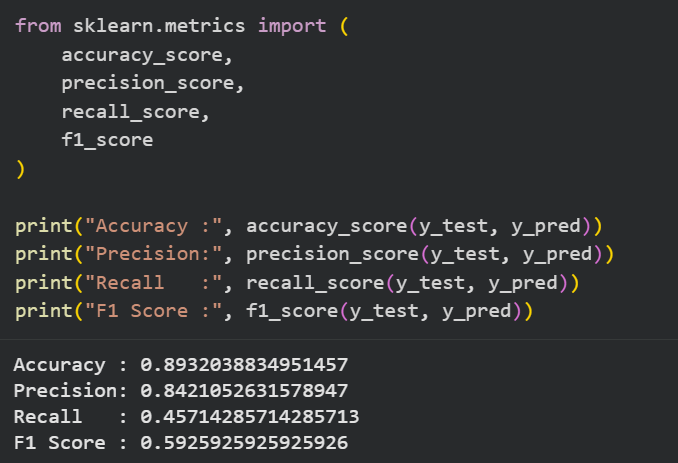 from sklearn.metrics import (
    accuracy_score,
    precision_score,
    recall_score,
    f1_score
)
print("Accuracy :", accuracy_score(y_test, y_pred))
print("Precision:", precision_score(y_test, y_pred))
print("Recall   :", recall_score(y_test, y_pred))
print("F1 Score :", f1_score(y_test, y_pred))
Accuracy : 0.8932038834951457
Precision: 0.8421052631578947
Recall   : 0.45714285714285713
F1 Score : 0.5925925925925926